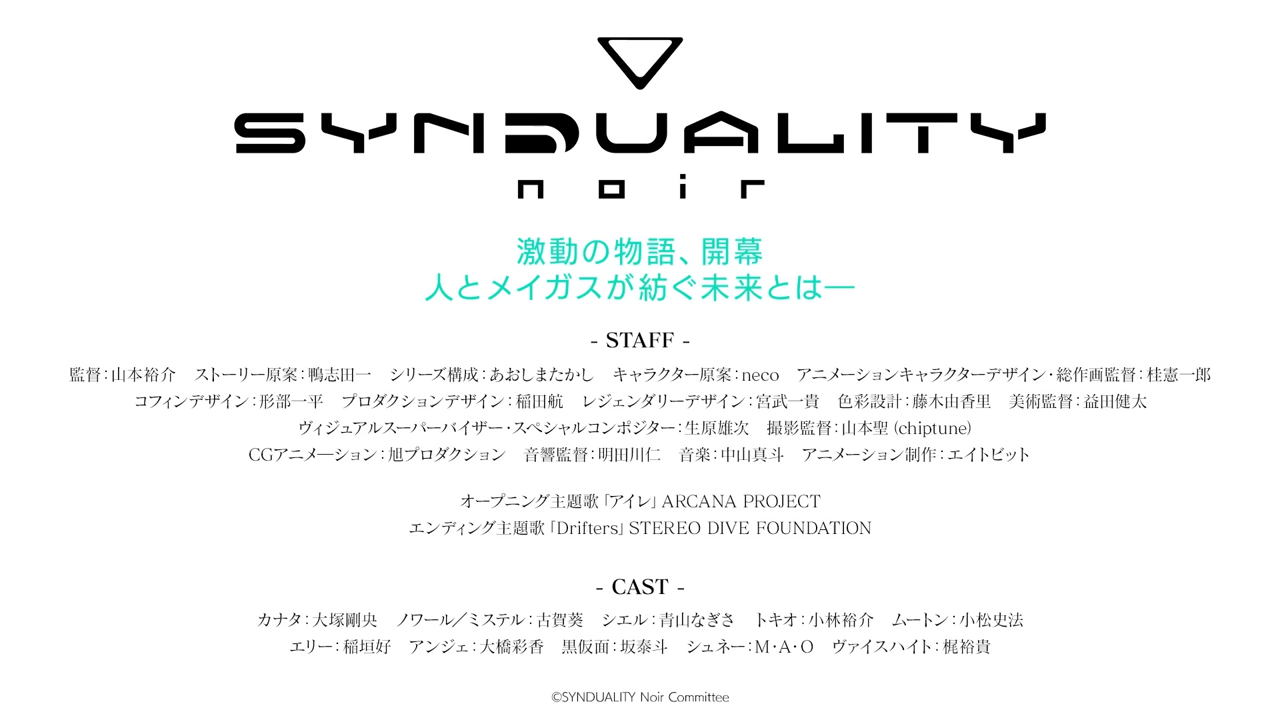 SYNDUALITY
noir
激動の物語、開幕
人とメイガスが紡ぐ未来とは―
- STAFF -
監督：山本裕介　ストーリー原案：鴨志田一　シリーズ構成：あおしまたかし　キャラクター原案：neco　アニメーションキャラクターデザイン・総作画監督：桂憲一郎
コフィンデザイン：形部一平　プロダクションデザイン：稲田航　レジェンダリーデザイン：宮武一貴　色彩設計：藤木由香里　美術監督：益田健太
ヴィジュアルスーパーバイザー・スペシャルコンポジター：生原雄次　撮影監督：山本聖 (chiptune)
CGアニメーション：旭プロダクション　音響監督：明田川仁　音楽：中山真斗　アニメーション制作：エイトビット
オープニング主題歌「アイレ」ARCANA PROJECT
エンディング主題歌「Drifters」STEREO DIVE FOUNDATION
- CAST -
カナタ：大塚剛央　ノワール／ミステル：古賀葵　シエル：青山なぎさ　トキオ：小林裕介　ムートン：小松史法
エリー：稲垣好　アンジェ：大橋彩香　黒仮面：坂泰斗　シュネー：M・A・O　ヴァイスハイト：梶裕貴
©SYNDUALITY Noir Committee